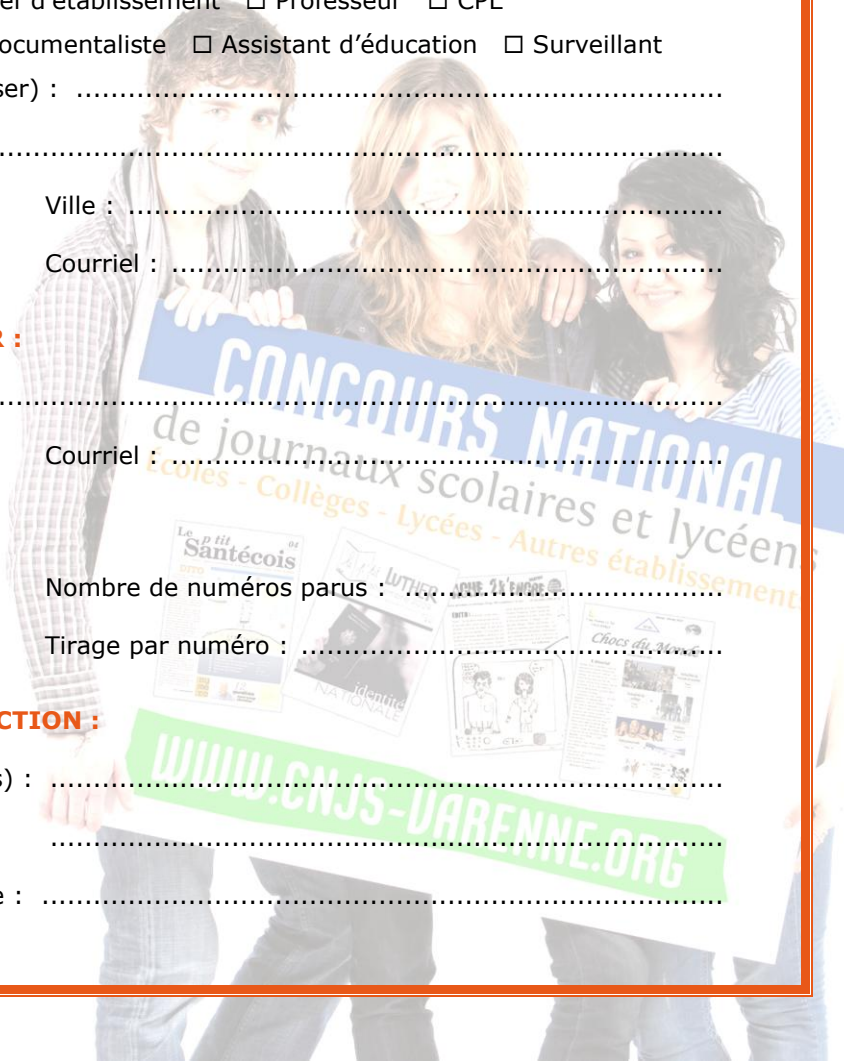 er d'établissement □ Professeur □ CPE
ocumentaliste □ Assistant d'éducation □ Surveillant
ser) : ...........................................................................
...................................................................................
Ville : .....................................................................
Courriel : ................................................................
R :
...................................................................................
Courriel : ................................................................
Nombre de numéros parus : .....................................
Tirage par numéro : .................................................
CTION :
s) : ..............................................................................
..............................................................................
e : ...............................................................................
CONCOURS NATIONAL
de journaux scolaires et lycéens
Écoles - Collèges - Lycées - Autres établissements
Le p'tit
Santécois
LUTHER
identité
NATIONALE
Chocs du Monde
WWW.CNJS-VARENNE.ORG